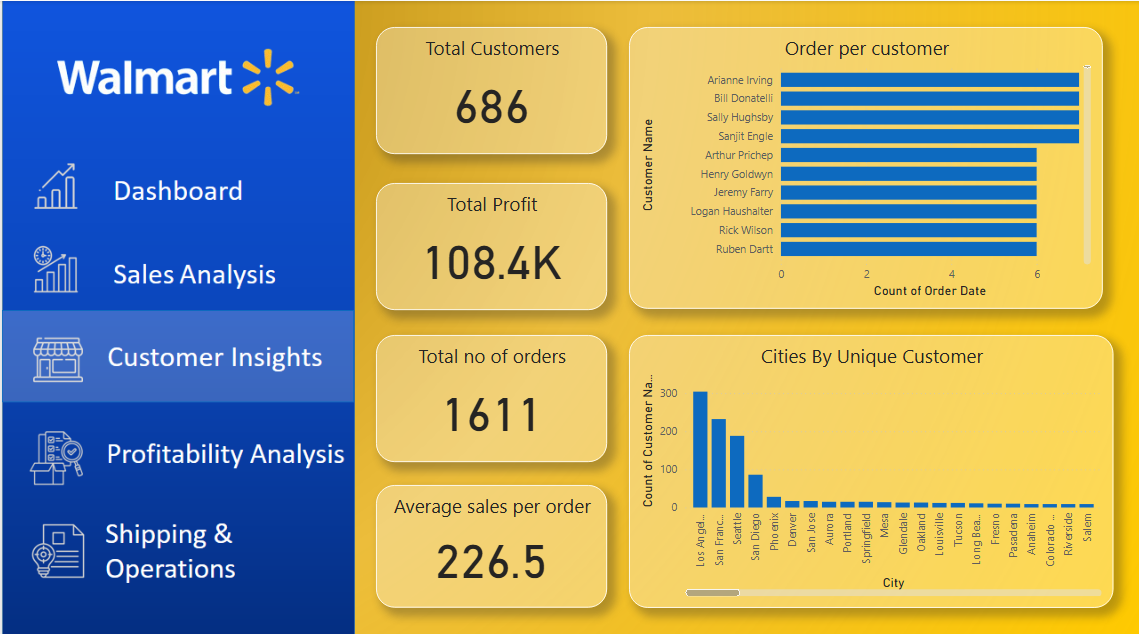 Walmart
Dashboard
Sales Analysis
Customer Insights
Profitability Analysis
Shipping &
Operations
Total Customers
686
Total Profit
108.4K
Total no of orders
1611
Average sales per order
226.5
Order per customer
Customer Name
Arianne Irving
Bill Donatelli
Sally Hughsby
Sanjit Engle
Arthur Prichep
Henry Goldwyn
Jeremy Farry
Logan Haushalter
Rick Wilson
Ruben Dartt
0 2 4 6
Count of Order Date
Cities By Unique Customer
Count of Customer Na...
300
200
100
0
Los Angel...
San Franc...
Seattle
San Diego
Phoenix
Denver
San Jose
Aurora
Portland
Springfield
Mesa
Glendale
Oakland
Louisville
Tucson
Long Bea...
Fresno
Pasadena
Anaheim
Colorado ...
Riverside
Salem
City